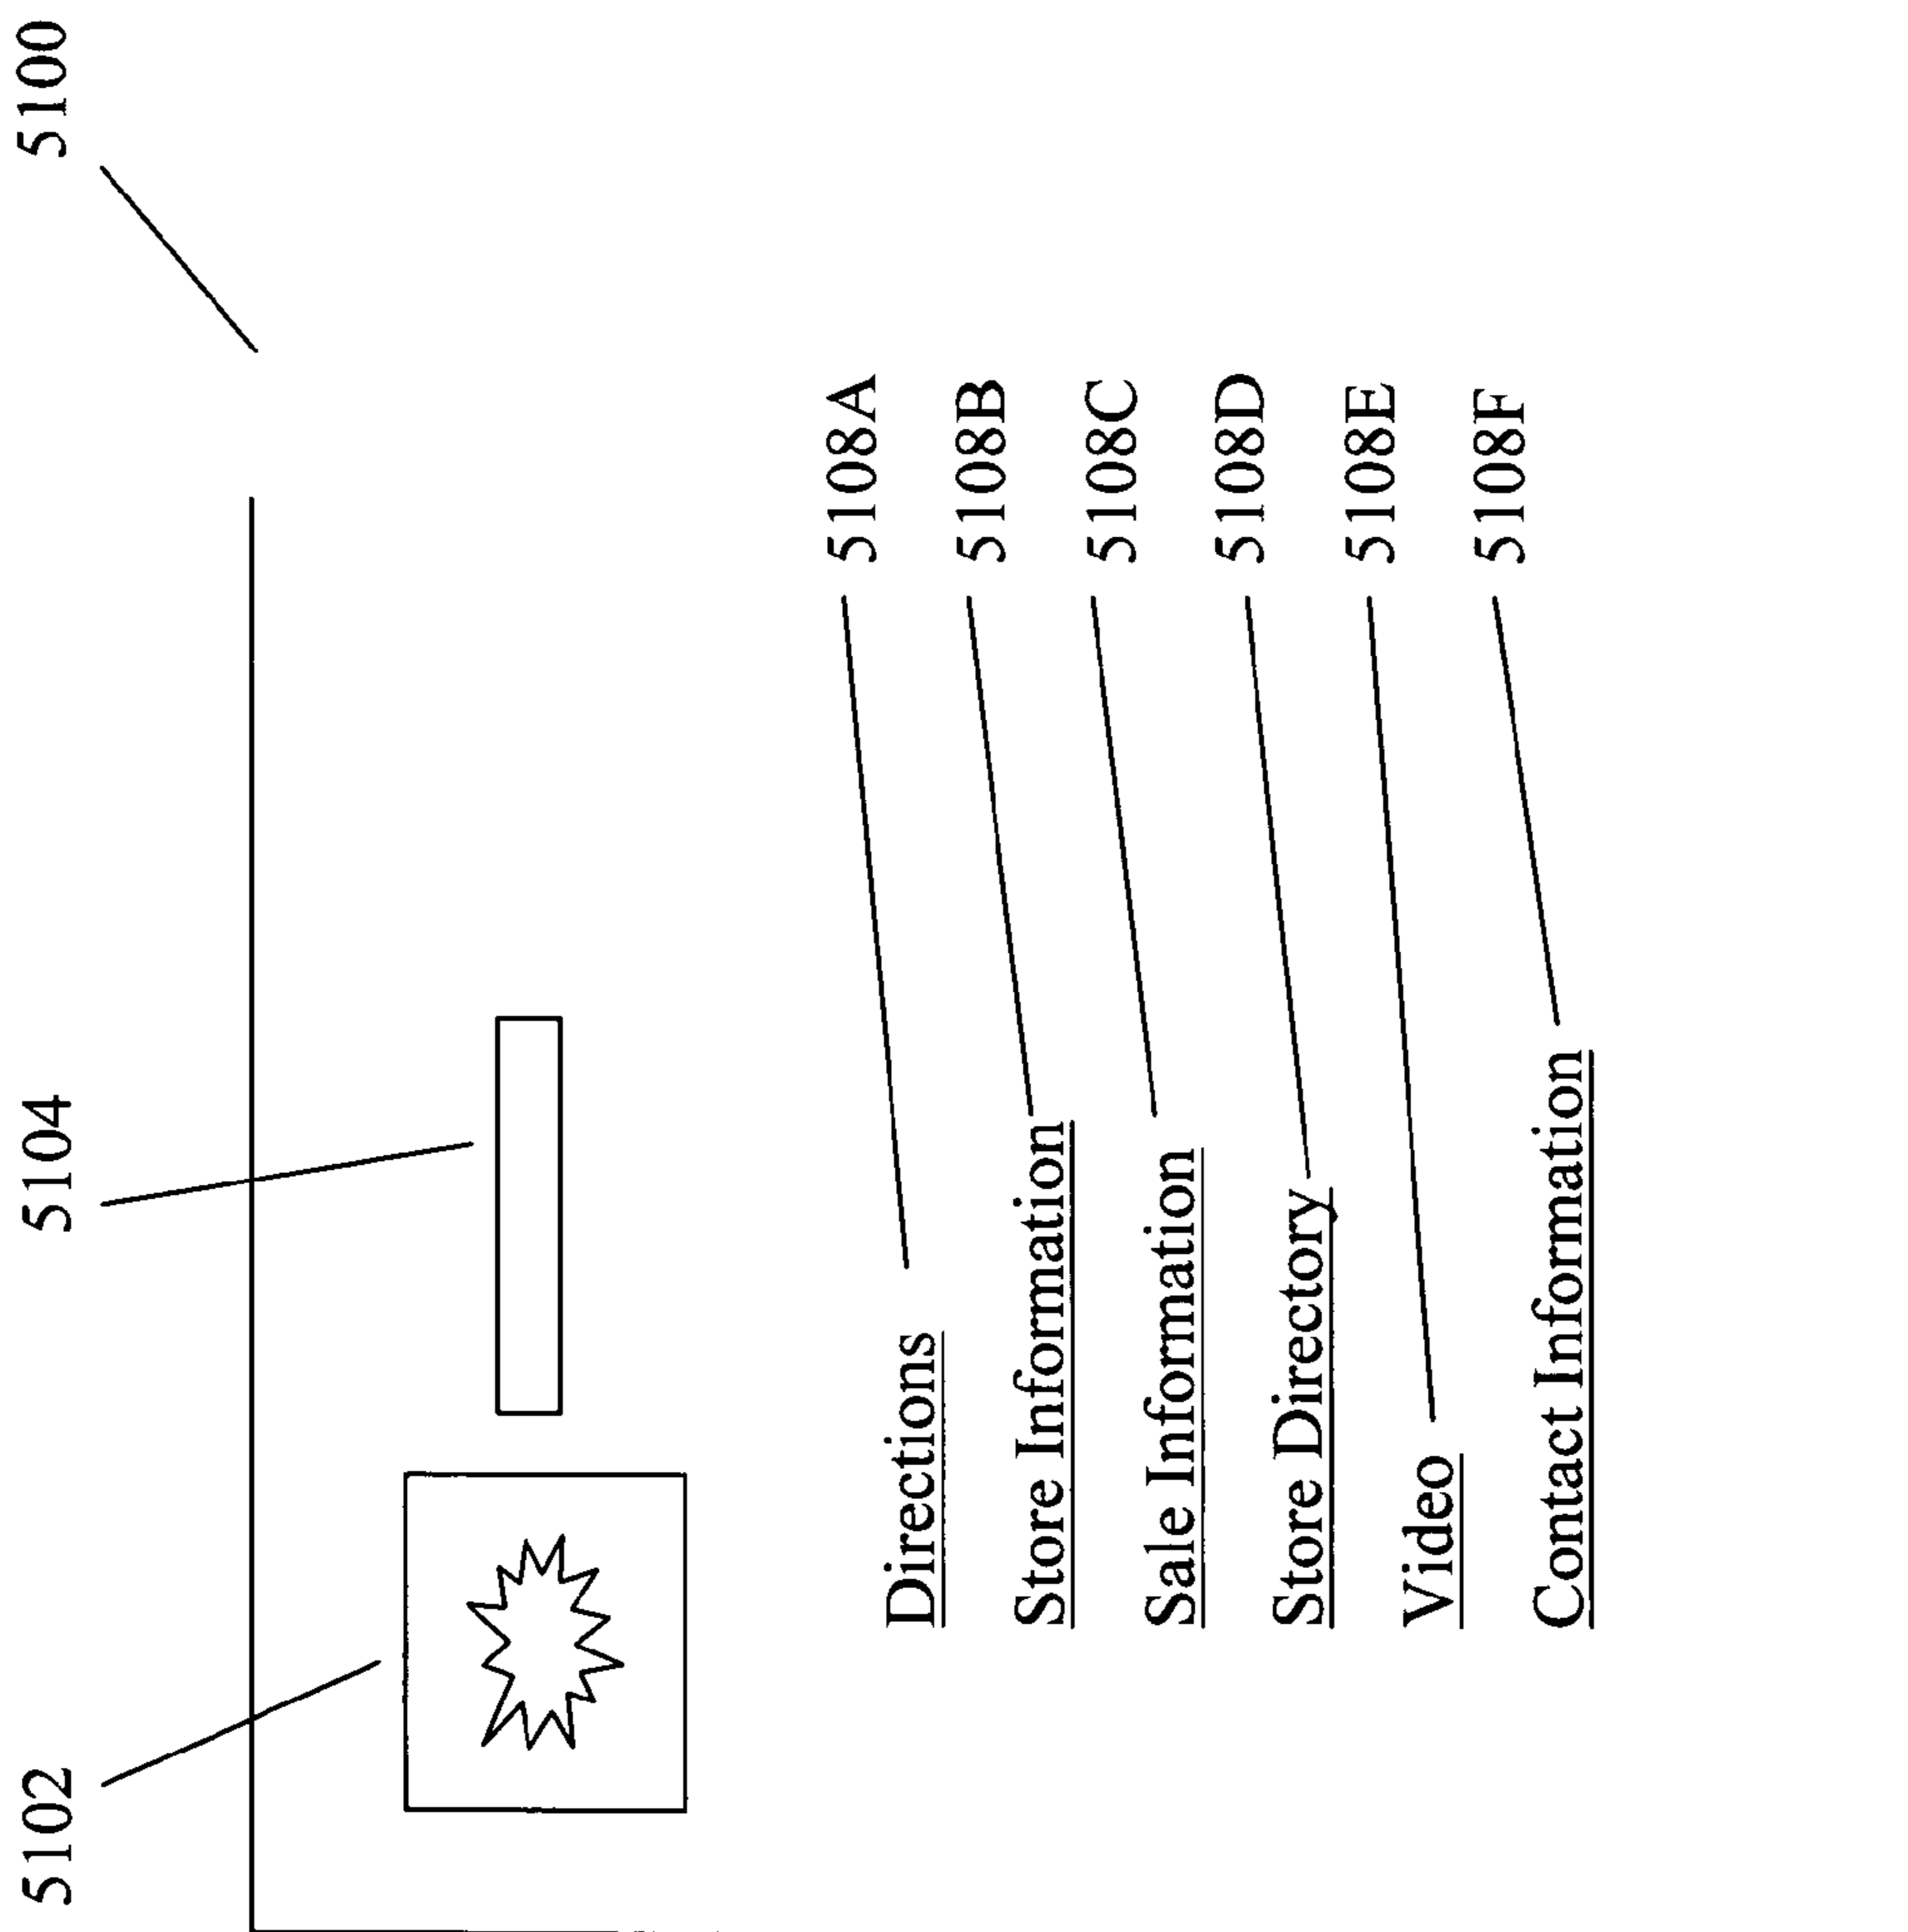 5102 5104 5100
Directions 5108A
Store Information 5108B
Sale Information 5108C
Store Directory 5108D
Video 5108E
Contact Information 5108F